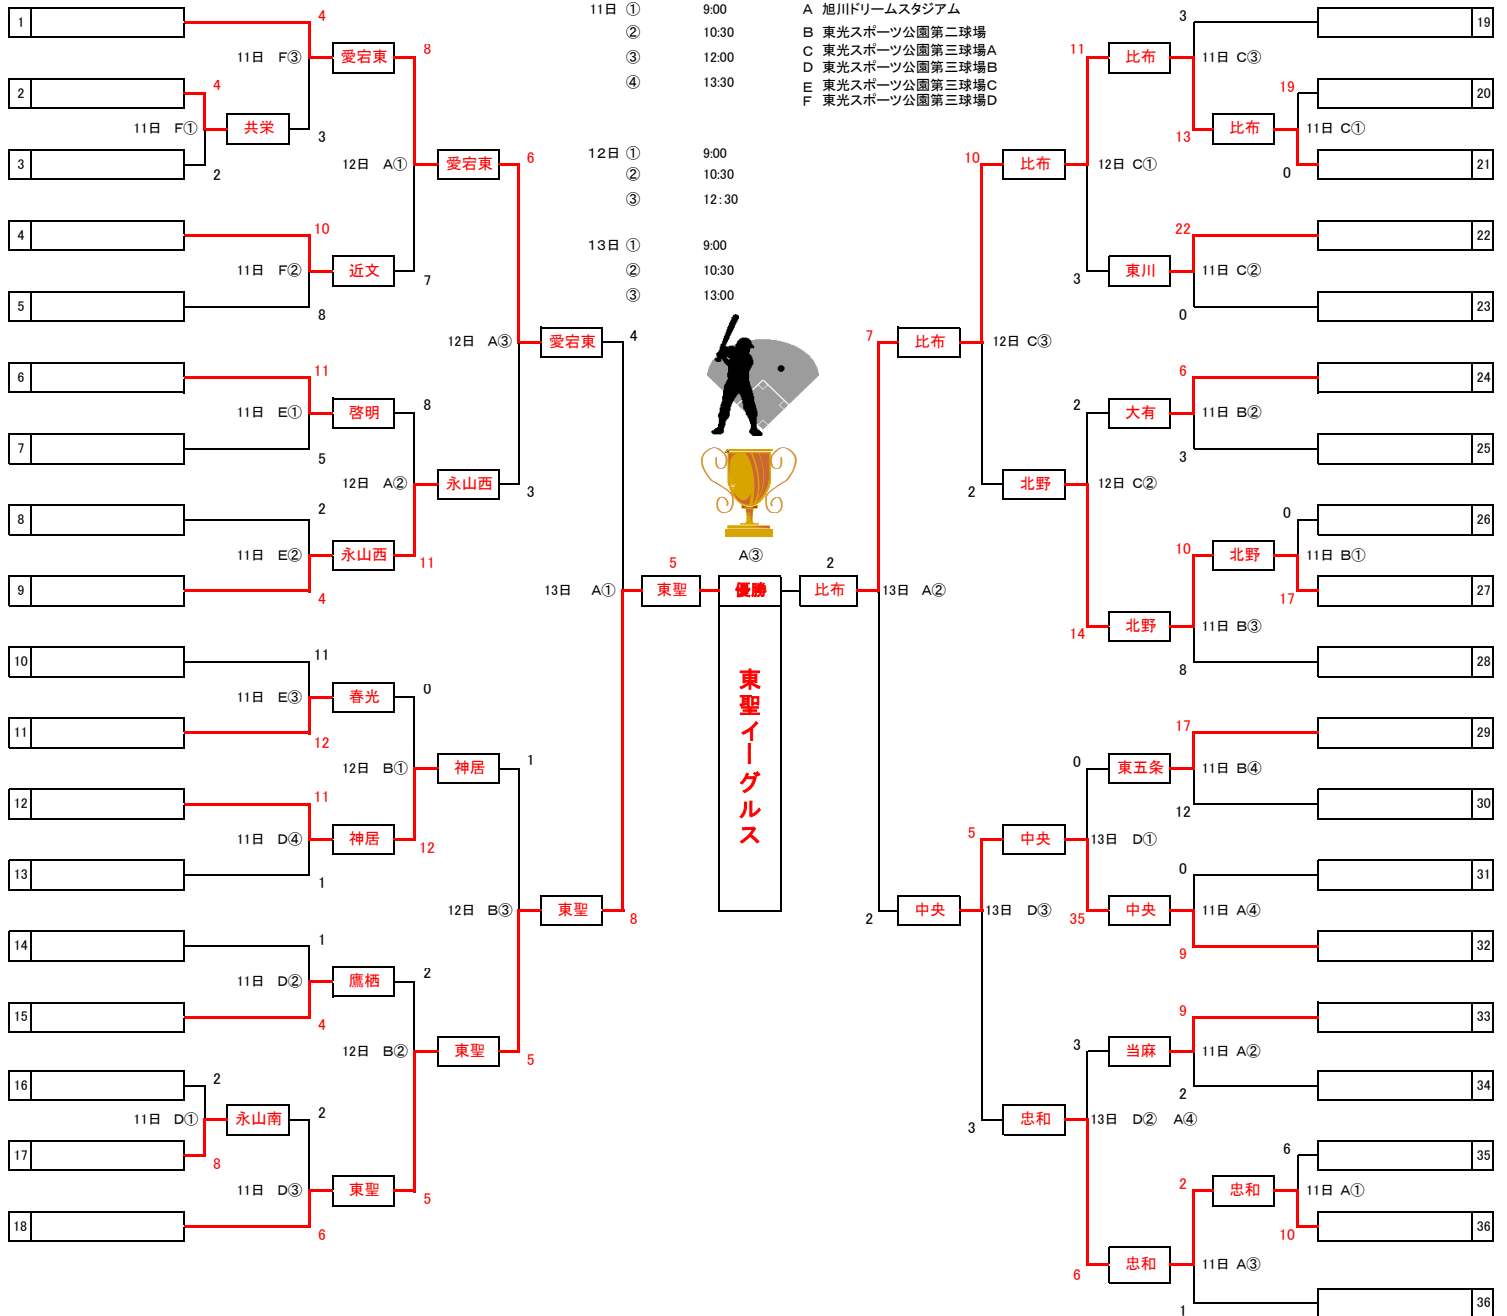 11日 ① 9:00 A 旭川ドリームスタジアム
② 10:30 B 東光スポーツ公園第二球場
③ 12:00 C 東光スポーツ公園第三球場A
D 東光スポーツ公園第三球場B
④ 13:30 E 東光スポーツ公園第三球場C
F 東光スポーツ公園第三球場D
12日 ① 9:00
② 10:30
③ 12:30
13日 ① 9:00
② 10:30
③ 13:00
1
4
11日 F③
愛宕東
8
2
4
11日 F①
共栄
3
3
2
12日 A①
愛宕東
6
4
10
11日 F②
近文
7
5
8
12日 A③
愛宕東
4
6
11
11日 E①
啓明
8
7
5
12日 A②
永山西
3
8
2
11日 E②
永山西
11
9
4
13日 A①
東聖
5
A③
優勝
東聖イーグルス
10
11
11日 E③
春光
0
11
12
12日 B①
神居
1
12
11
11日 D④
神居
12
13
1
12日 B③
東聖
8
14
1
11日 D②
鷹栖
2
15
4
12日 B②
東聖
5
16
2
11日 D①
永山南
2
17
8
11日 D③
東聖
5
18
6
3
19
11
比布
11日 C③
19
20
13
比布
11日 C①
0
21
10
比布
12日 C①
22
22
3
東川
11日 C②
0
23
7
比布
12日 C③
6
24
2
大有
11日 B②
3
25
2
北野
12日 C②
0
26
10
北野
11日 B①
17
27
14
北野
11日 B③
8
28
2
比布
13日 A②
17
29
0
東五条
11日 B④
12
30
5
中央
13日 D①
0
31
35
中央
11日 A④
9
32
2
中央
13日 D③
9
33
3
当麻
11日 A②
2
34
3
忠和
13日 D② A④
6
35
2
忠和
11日 A①
10
36
6
忠和
11日 A③
1
36